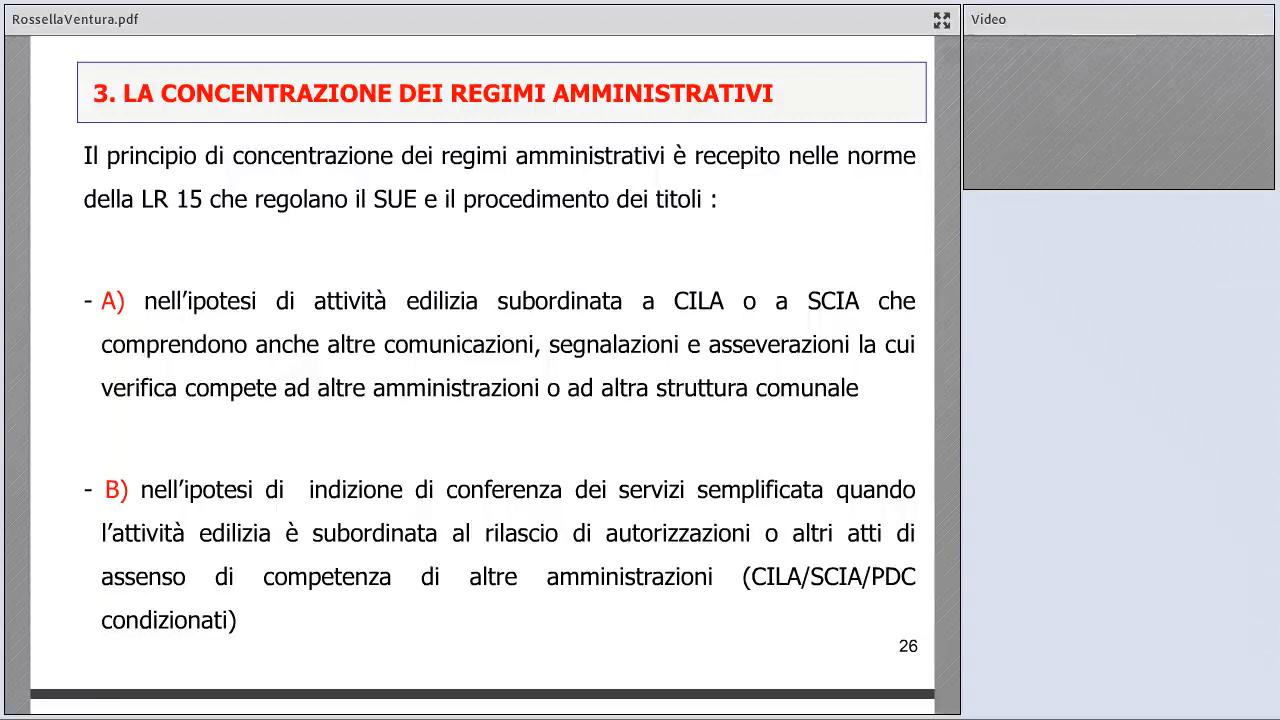 RossellaVentura.pdf
Video
3. LA CONCENTRAZIONE DEI REGIMI AMMINISTRATIVI
Il principio di concentrazione dei regimi amministrativi è recepito nelle norme
della LR 15 che regolano il SUE e il procedimento dei titoli :
- A) nell’ipotesi di attività edilizia subordinata a CILA o a SCIA che
comprendono anche altre comunicazioni, segnalazioni e asseverazioni la cui
verifica compete ad altre amministrazioni o ad altra struttura comunale
- B) nell’ipotesi di indizione di conferenza dei servizi semplificata quando
l’attività edilizia è subordinata al rilascio di autorizzazioni o altri atti di
assenso di competenza di altre amministrazioni (CILA/SCIA/PDC
condizionati)
26